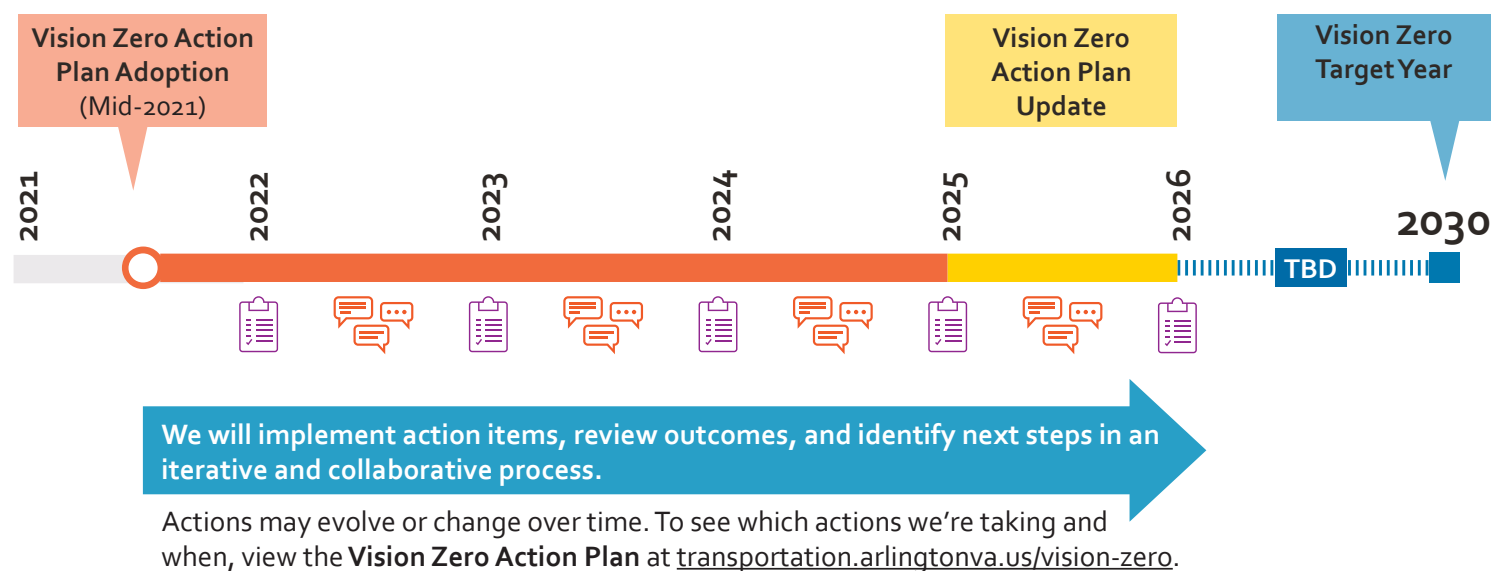 Vision Zero Action
Plan Adoption
(Mid-2021)
Vision Zero
Action Plan
Update
Vision Zero
Target Year
2021
2022
2023
2024
2025
2026
2030
TBD
We will implement action items, review outcomes, and identify next steps in an
iterative and collaborative process.
Actions may evolve or change over time. To see which actions we're taking and
when, view the Vision Zero Action Plan at transportation.arlingtonva.us/vision-zero.